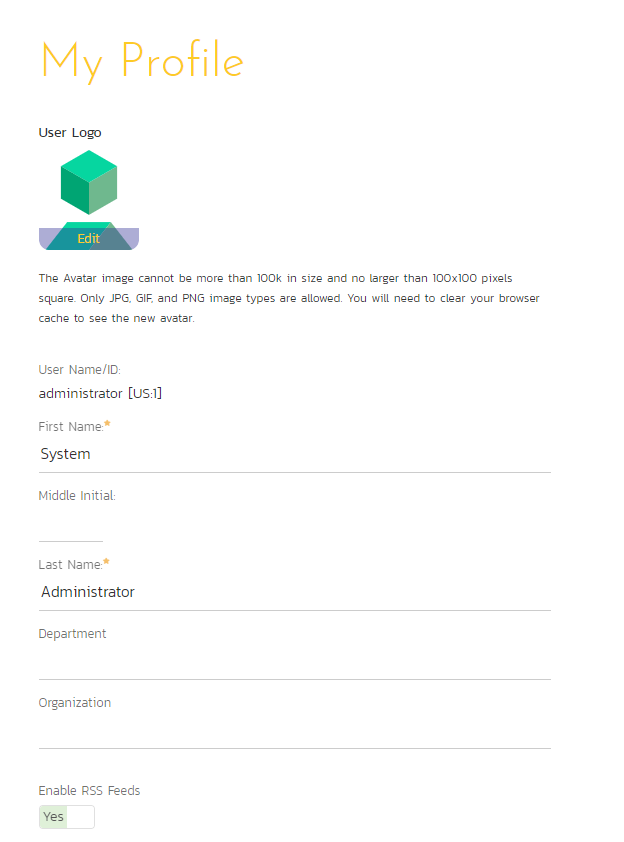 My Profile
User Logo
Edit
The Avatar image cannot be more than 100k in size and no larger than 100x100 pixels
square. Only JPG, GIF, and PNG image types are allowed. You will need to clear your browser
cache to see the new avatar.
User Name/ID:
administrator [US:1]
First Name:*
System
Middle Initial:
Last Name:*
Administrator
Department
Organization
Enable RSS Feeds
Yes